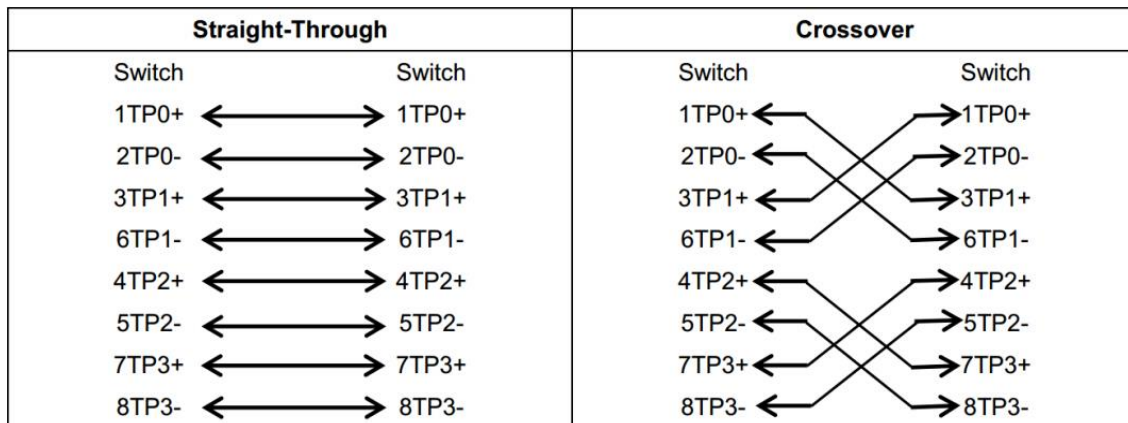 Straight-Through Crossover
Switch Switch Switch Switch
1TP0+ 1TP0+ 1TP0+ 1TP0+
2TP0- 2TP0- 2TP0- 2TP0-
3TP1+ 3TP1+ 3TP1+ 3TP1+
6TP1- 6TP1- 6TP1- 6TP1-
4TP2+ 4TP2+ 4TP2+ 4TP2+
5TP2- 5TP2- 5TP2- 5TP2-
7TP3+ 7TP3+ 7TP3+ 7TP3+
8TP3- 8TP3- 8TP3- 8TP3-